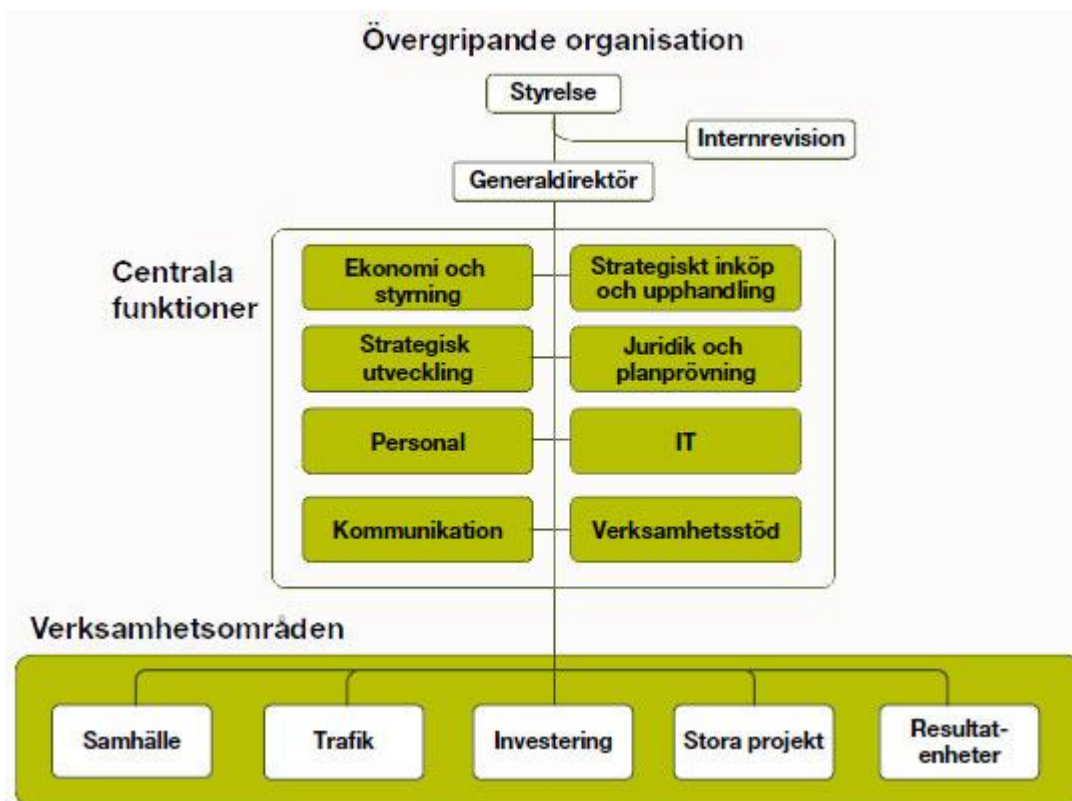 Övergripande organisation
Styrelse
Internrevision
Generaldirektör
Centrala
funktioner
Ekonomi och
styrning
Strategiskt inköp
och upphandling
Strategisk
utveckling
Juridik och
planprövning
Personal
IT
Kommunikation
Verksamhetsstöd
Verksamhetsområden
Samhälle
Trafik
Investering
Stora projekt
Resultat-
enheter